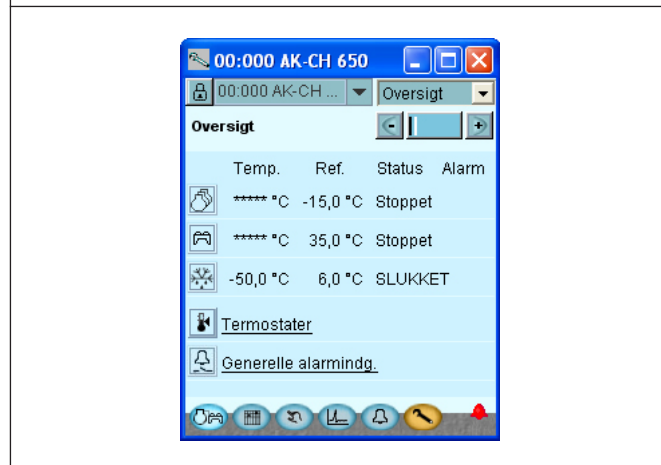 00:000 AK-CH 650
00:000 AK-CH ... Oversigt
Oversigt - +
Temp. Ref. Status Alarm
***** °C -15,0 °C Stoppet
***** °C 35,0 °C Stoppet
-50,0 °C 6,0 °C SLUKKET
Termostater
Generelle alarmindg.